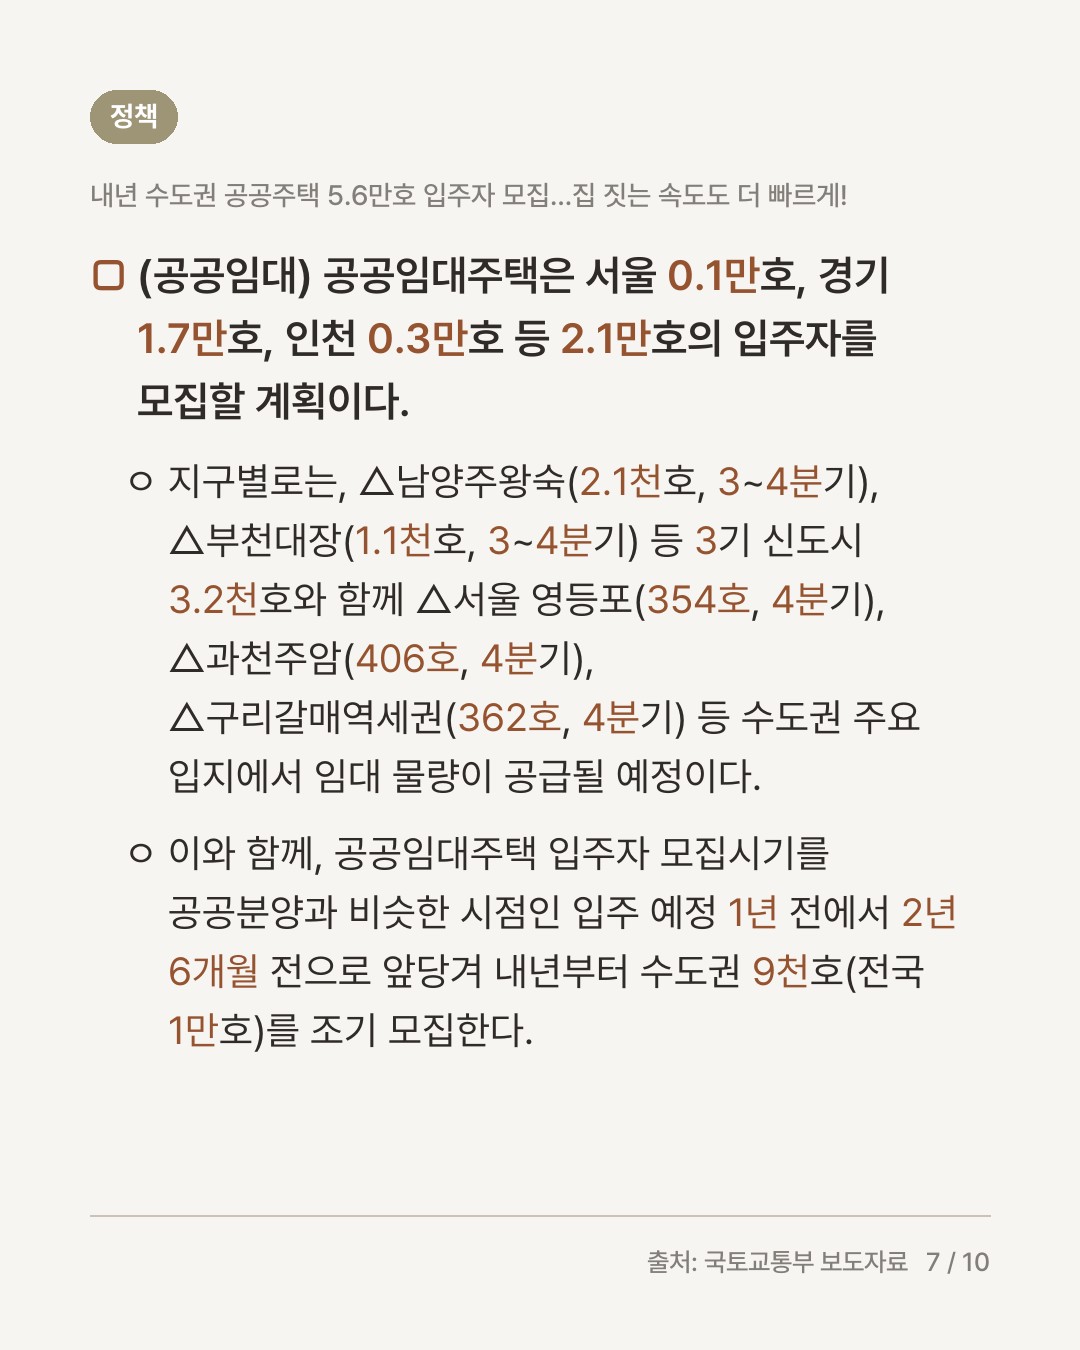 정책
내년 수도권 공공주택 5.6만호 입주자 모집...집 짓는 속도도 더 빠르게!
□ (공공임대) 공공임대주택은 서울 0.1만호, 경기
1.7만호, 인천 0.3만호 등 2.1만호의 입주자를
모집할 계획이다.
ㅇ 지구별로는, △남양주왕숙(2.1천호, 3~4분기),
△부천대장(1.1천호, 3~4분기) 등 3기 신도시
3.2천호와 함께 △서울 영등포(354호, 4분기),
△과천주암(406호, 4분기),
△구리갈매역세권(362호, 4분기) 등 수도권 주요
입지에서 임대 물량이 공급될 예정이다.
ㅇ 이와 함께, 공공임대주택 입주자 모집시기를
공공분양과 비슷한 시점인 입주 예정 1년 전에서 2년
6개월 전으로 앞당겨 내년부터 수도권 9천호(전국
1만호)를 조기 모집한다.
출처: 국토교통부 보도자료 7 / 10